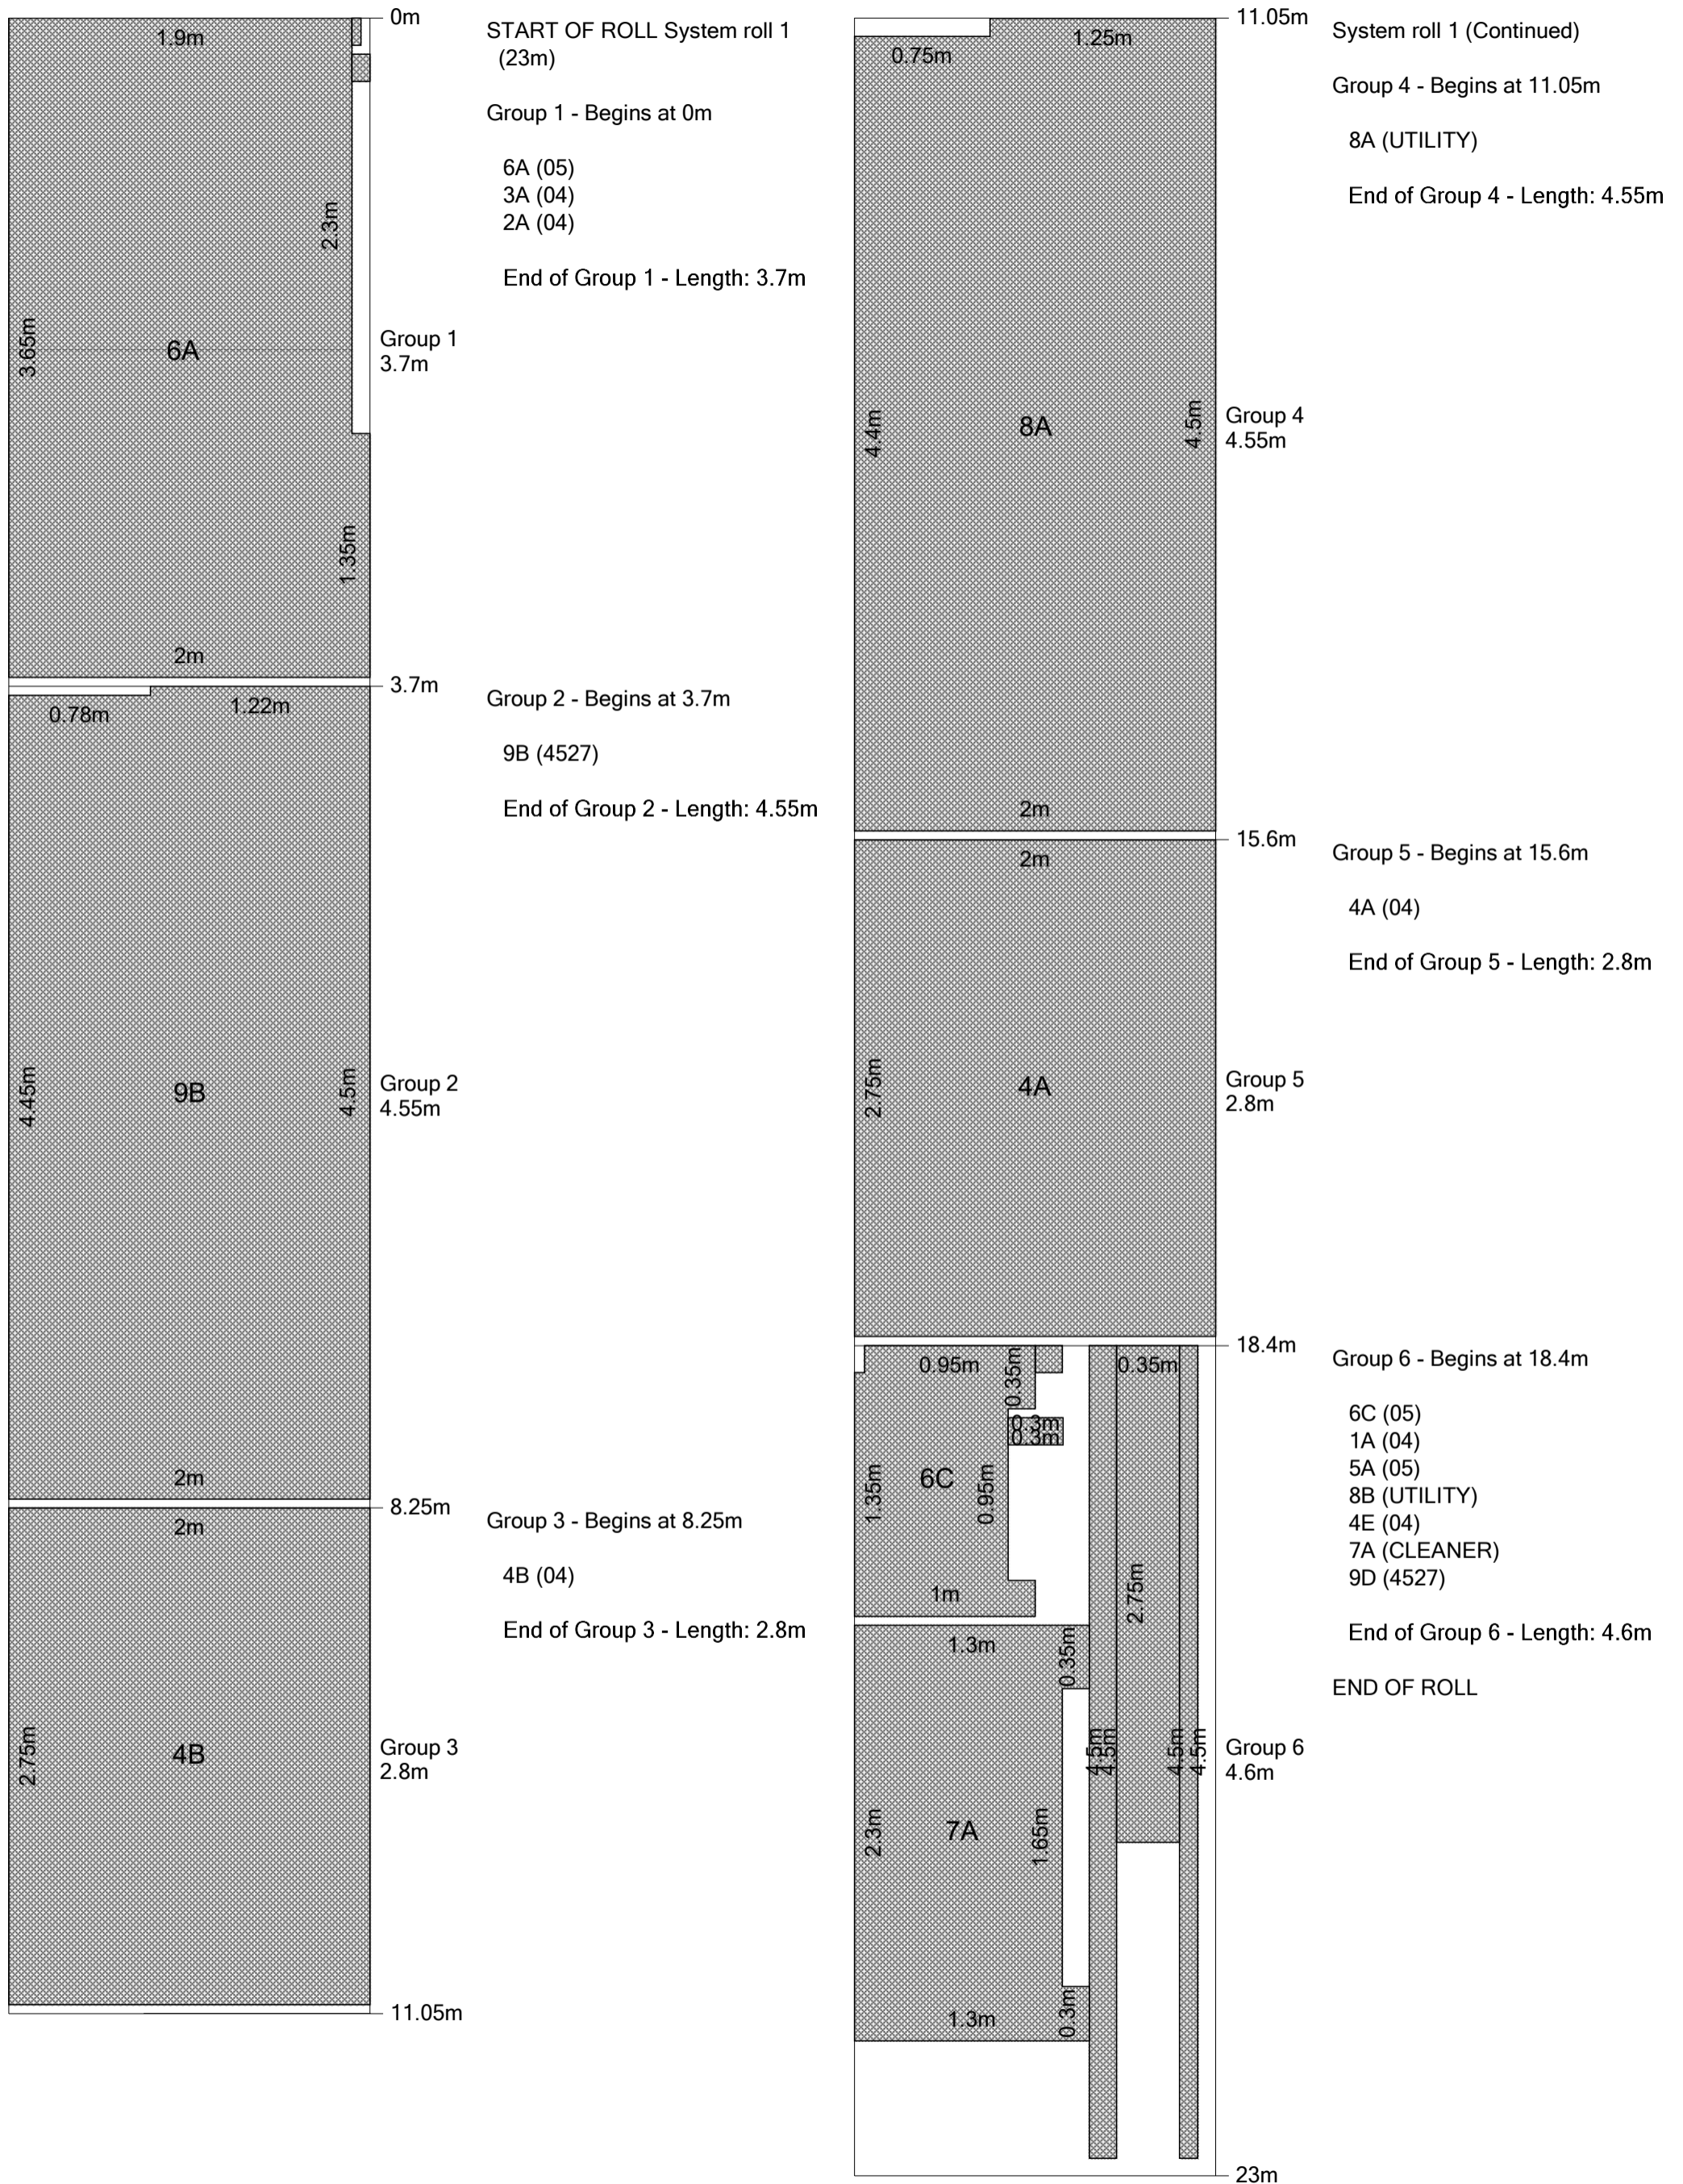 0m
1.9m
2.3m
3.65m
6A
Group 1
3.7m
1.35m
2m
START OF ROLL System roll 1
(23m)
Group 1 - Begins at 0m
6A (05)
3A (04)
2A (04)
End of Group 1 - Length: 3.7m
3.7m
0.78m
1.22m
4.45m
9B
4.5m
Group 2
4.55m
2m
Group 2 - Begins at 3.7m
9B (4527)
End of Group 2 - Length: 4.55m
8.25m
2m
2.75m
4B
Group 3
2.8m
11.05m
Group 3 - Begins at 8.25m
4B (04)
End of Group 3 - Length: 2.8m
11.05m
0.75m
1.25m
4.4m
8A
4.5m
Group 4
4.55m
2m
System roll 1 (Continued)
Group 4 - Begins at 11.05m
8A (UTILITY)
End of Group 4 - Length: 4.55m
15.6m
2m
2.75m
4A
Group 5
2.8m
Group 5 - Begins at 15.6m
4A (04)
End of Group 5 - Length: 2.8m
18.4m
0.95m
0.35m
0.35m
0.3m
0.3m
1.35m
6C
0.95m
1m
2.75m
1.3m
0.35m
4.5m
4.5m
4.5m
4.5m
Group 6
4.6m
2.3m
7A
1.65m
1.3m
0.3m
23m
Group 6 - Begins at 18.4m
6C (05)
1A (04)
5A (05)
8B (UTILITY)
4E (04)
7A (CLEANER)
9D (4527)
End of Group 6 - Length: 4.6m
END OF ROLL